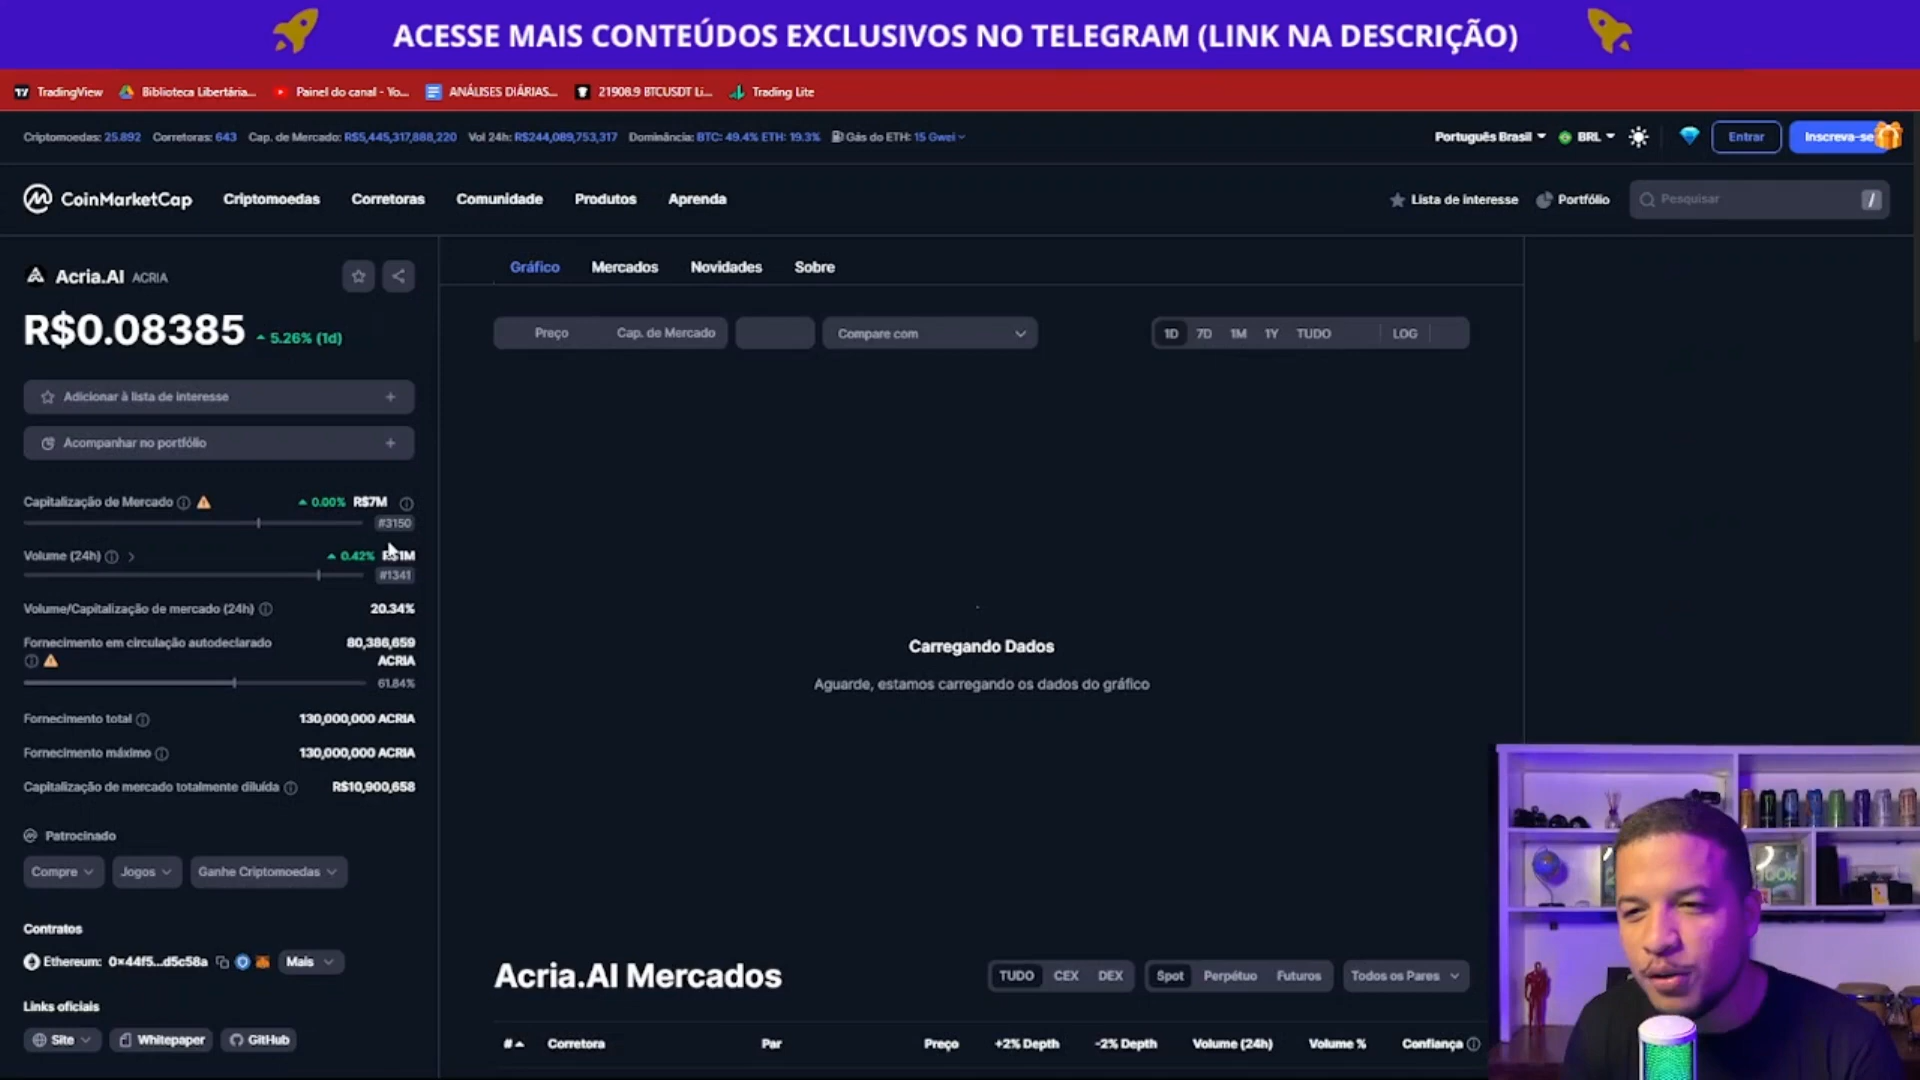 ACESSE MAIS CONTEÚDOS EXCLUSIVOS NO TELEGRAM (LINK NA DESCRIÇÃO)
TradingView Biblioteca Libertária... Painel do canal - Yo... ANÁLISES DIÁRIAS... 21908.9 BTCUSDT Li... Trading Lite
Criptomoedas: 25.892 Corretoras: 643 Cap. de Mercado: R$5,445,317,888,220 Vol 24h: R$244,089,753,317 Dominância: BTC: 49.4% ETH: 19.3% Gás do ETH: 15 Gwei Português Brasil BRL Entrar Inscreva-se
CoinMarketCap Criptomoedas Corretoras Comunidade Produtos Aprenda Lista de interesse Portfólio Pesquisar /
Gráfico Mercados Novidades Sobre
Acria.AI ACRIA
R$0.08385 5.26% (1d)
Preço Cap. de Mercado Compare com 1D 7D 1M 1Y TUDO LOG
Adicionar à lista de interesse +
Acompanhar no portfólio +
Capitalização de Mercado 0.00% R$7M
#3150
Volume (24h) 0.42% R$1M
#1341
Volume/Capitalização de mercado (24h) 20.34%
Fornecimento em circulação autodeclarado 80,386,659
ACRIA
61.84%
Fornecimento total 130,000,000 ACRIA
Fornecimento máximo 130,000,000 ACRIA
Capitalização de mercado totalmente diluída R$10,900,658
Patrocinado
Compre Jogos Ganhe Criptomoedas
Contratos
Ethereum: 0x44f5...d5c58a Mais
Links oficiais
Site Whitepaper GitHub
Carregando Dados
Aguarde, estamos carregando os dados do gráfico
Acria.AI Mercados TUDO CEX DEX Spot Perpétuo Futuros Todos os Pares
# Corretora Par Preço +2% Depth -2% Depth Volume (24h) Volume % Confiança